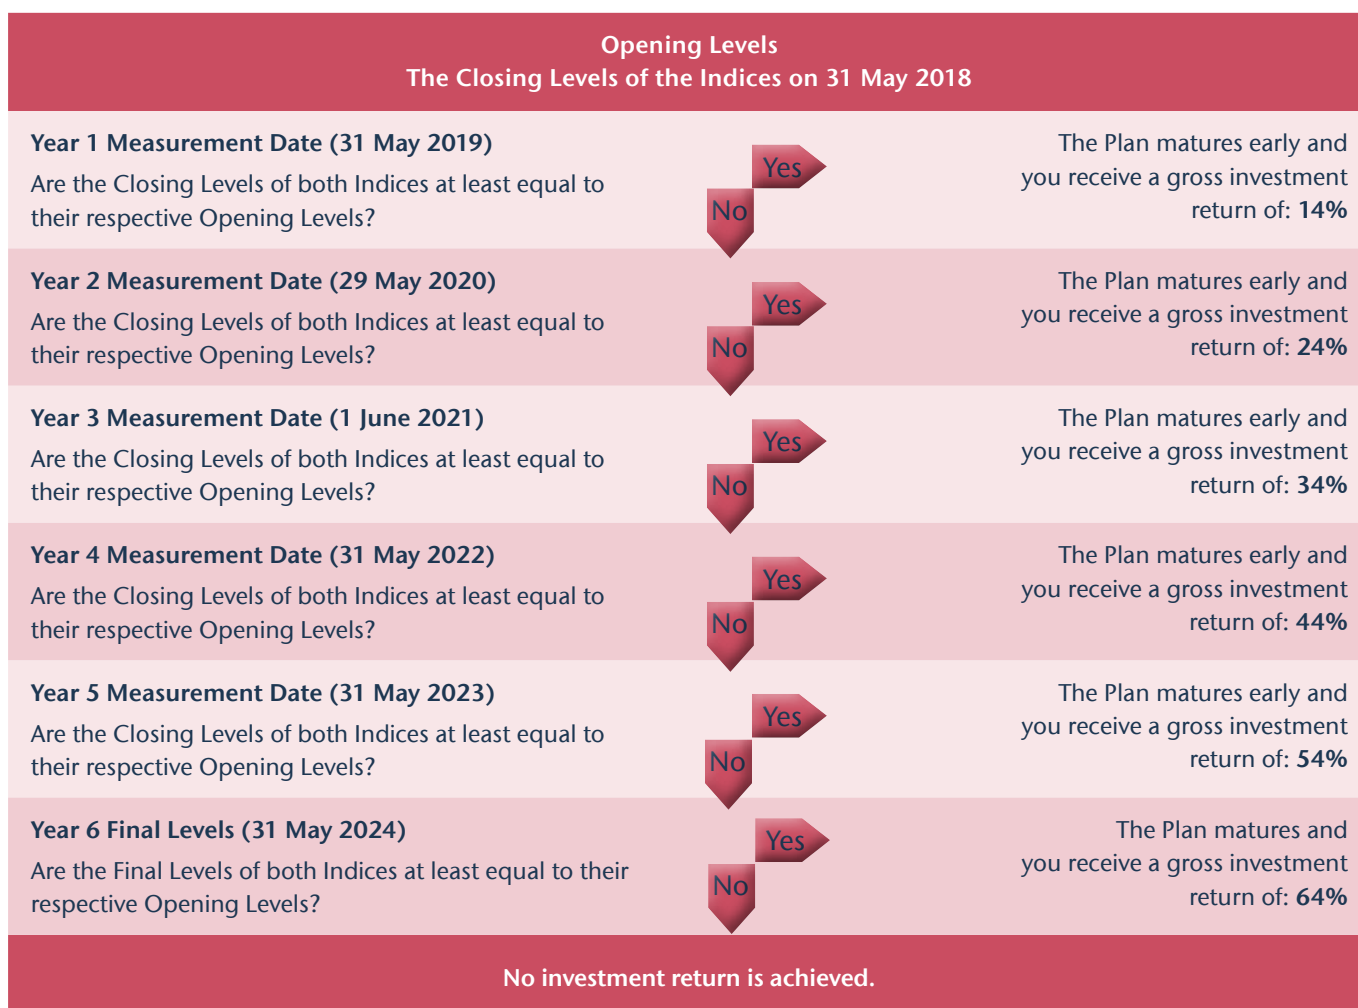 Opening Levels
The Closing Levels of the Indices on 31 May 2018
Year 1 Measurement Date (31 May 2019)
Are the Closing Levels of both Indices at least equal to
their respective Opening Levels?
Yes
No
The Plan matures early and
you receive a gross investment
return of: 14%
Year 2 Measurement Date (29 May 2020)
Are the Closing Levels of both Indices at least equal to
their respective Opening Levels?
Yes
No
The Plan matures early and
you receive a gross investment
return of: 24%
Year 3 Measurement Date (1 June 2021)
Are the Closing Levels of both Indices at least equal to
their respective Opening Levels?
Yes
No
The Plan matures early and
you receive a gross investment
return of: 34%
Year 4 Measurement Date (31 May 2022)
Are the Closing Levels of both Indices at least equal to
their respective Opening Levels?
Yes
No
The Plan matures early and
you receive a gross investment
return of: 44%
Year 5 Measurement Date (31 May 2023)
Are the Closing Levels of both Indices at least equal to
their respective Opening Levels?
Yes
No
The Plan matures early and
you receive a gross investment
return of: 54%
Year 6 Final Levels (31 May 2024)
Are the Final Levels of both Indices at least equal to their
respective Opening Levels?
Yes
No
The Plan matures and
you receive a gross investment
return of: 64%
No investment return is achieved.